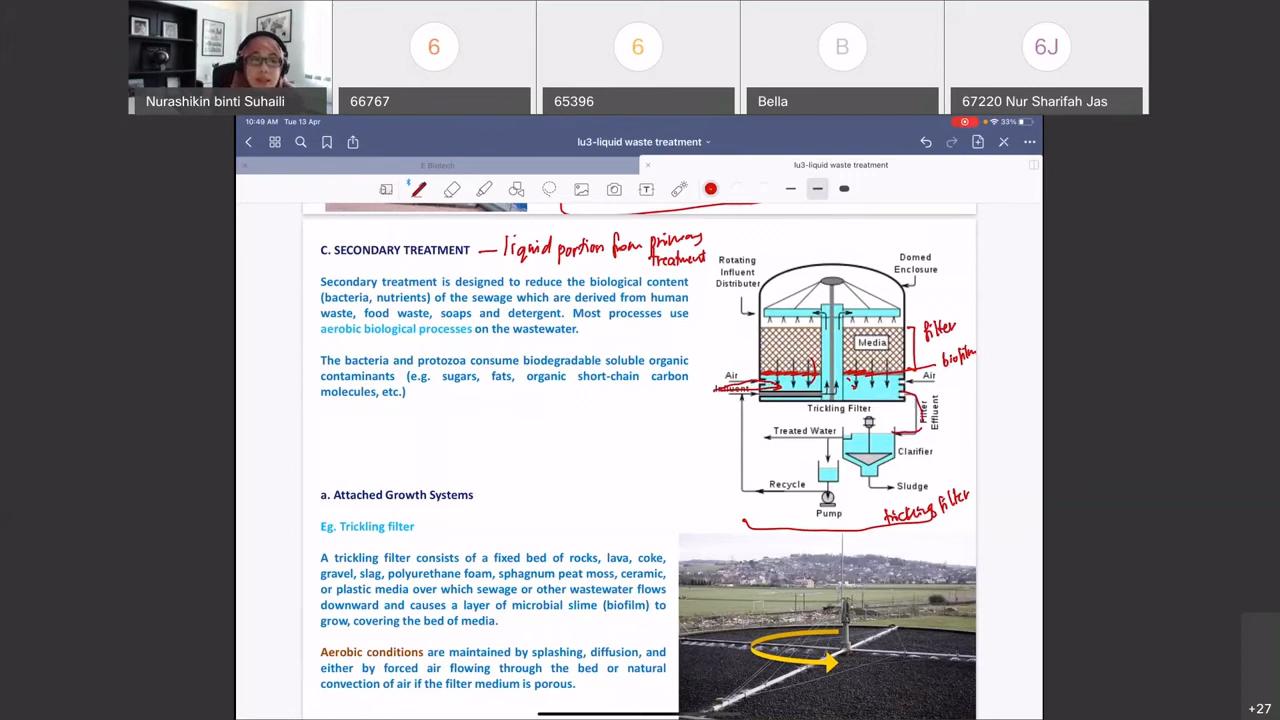 6
6
B
6J
Nurashikin binti Suhaili
66767
65396
Bella
67220 Nur Sharifah Jas
10:49 AM Tue 13 Apr
33%
lu3-liquid waste treatment
E Biotech
lu3-liquid waste treatment
C. SECONDARY TREATMENT – liquid portion from primary
treatment
Secondary treatment is designed to reduce the biological content
(bacteria, nutrients) of the sewage which are derived from human
waste, food waste, soaps and detergent. Most processes use
aerobic biological processes on the wastewater.
The bacteria and protozoa consume biodegradable soluble organic
contaminants (e.g. sugars, fats, organic short-chain carbon
molecules, etc.)
Rotating
Influent
Distributer
Domed
Enclosure
filter
Media
biofilm
Air
Air
Influent
Trickling Filter
Filter
Effluent
Treated Water
Clarifier
Recycle
Sludge
Pump
trickling filter
a. Attached Growth Systems
Eg. Trickling filter
A trickling filter consists of a fixed bed of rocks, lava, coke,
gravel, slag, polyurethane foam, sphagnum peat moss, ceramic,
or plastic media over which sewage or other wastewater flows
downward and causes a layer of microbial slime (biofilm) to
grow, covering the bed of media.
Aerobic conditions are maintained by splashing, diffusion, and
either by forced air flowing through the bed or natural
convection of air if the filter medium is porous.
+27